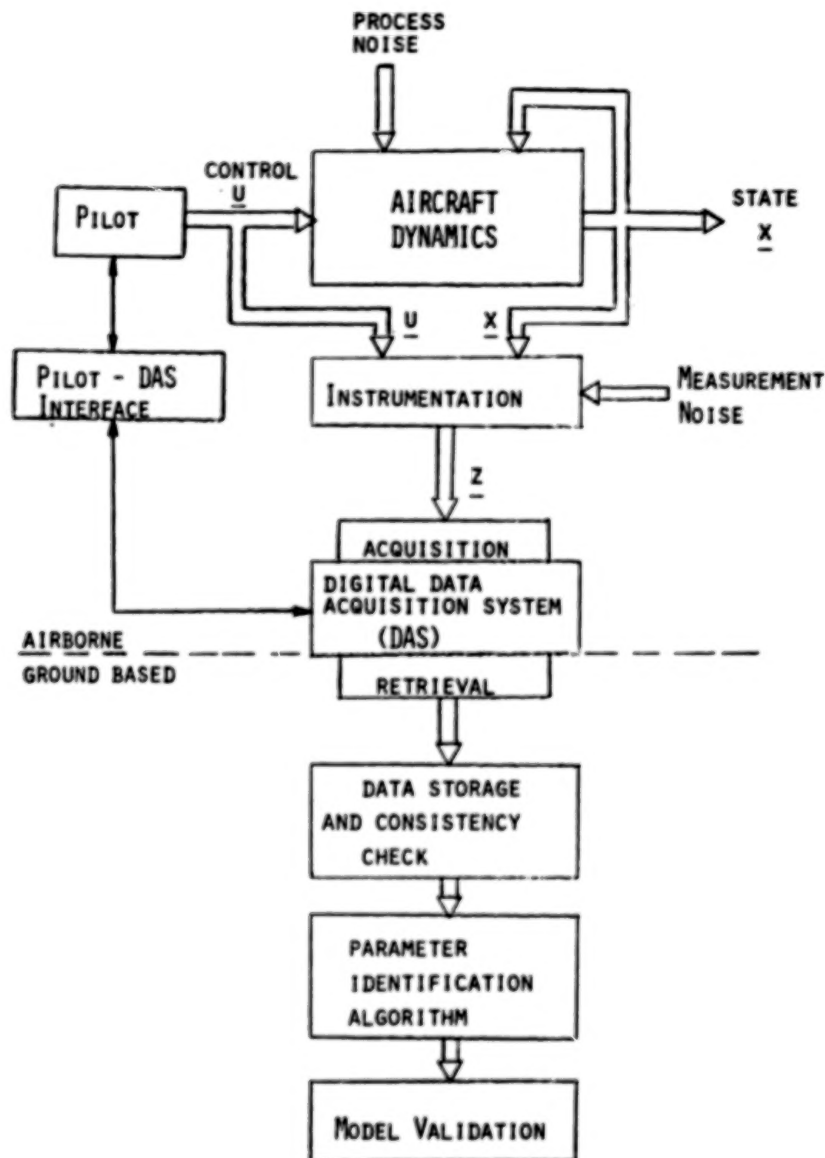 PROCESS
NOISE
CONTROL
U
PILOT
AIRCRAFT
DYNAMICS
STATE
X
U
X
PILOT - DAS
INTERFACE
INSTRUMENTATION
MEASUREMENT
NOISE
Z
ACQUISITION
DIGITAL DATA
ACQUISITION SYSTEM
(DAS)
AIRBORNE
GROUND BASED
RETRIEVAL
DATA STORAGE
AND CONSISTENCY
CHECK
PARAMETER
IDENTIFICATION
ALGORITHM
MODEL VALIDATION